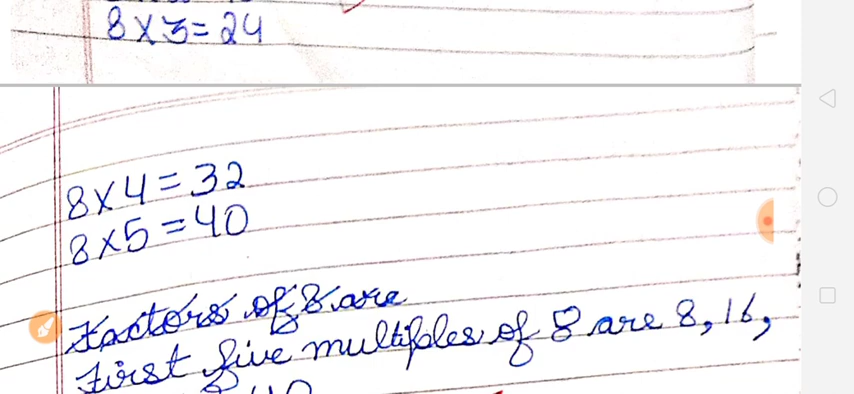 8 x 3 = 24
8 x 4 = 32
8 x 5 = 40
Factors of 8 are
First five multiples of 8 are 8, 16,
40